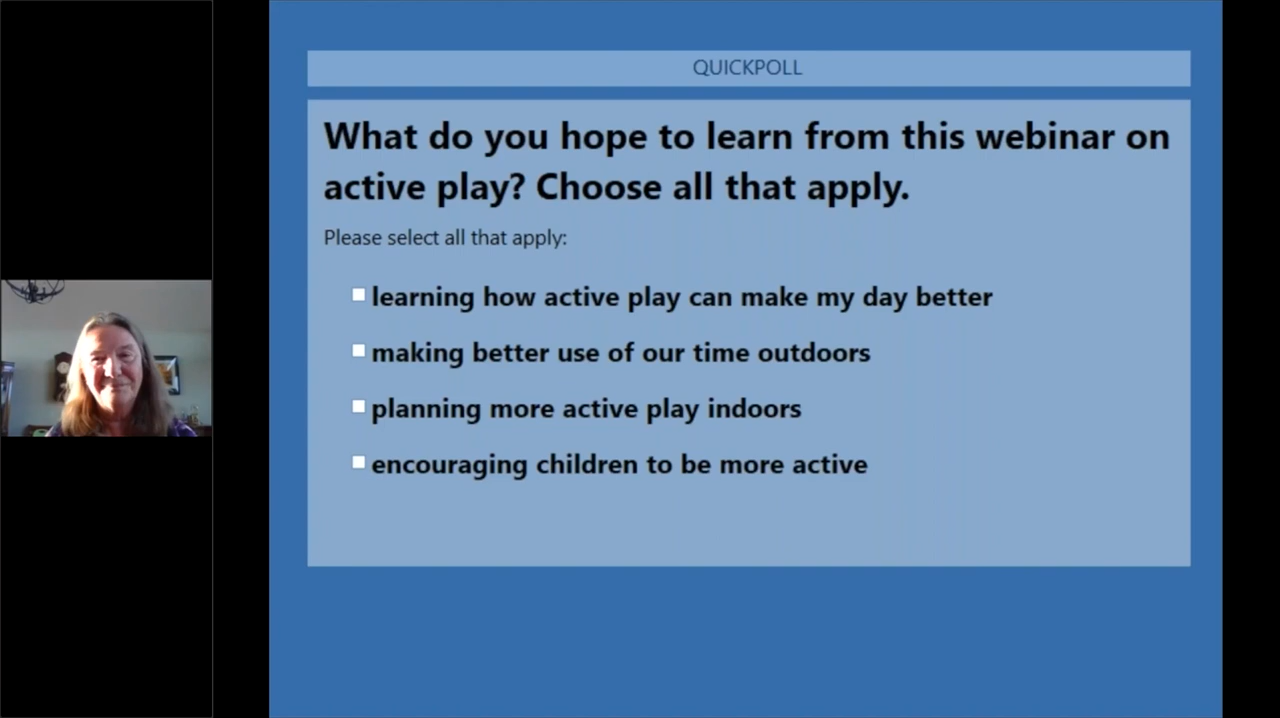 QUICKPOLL
What do you hope to learn from this webinar on
active play? Choose all that apply.
Please select all that apply:
learning how active play can make my day better
making better use of our time outdoors
planning more active play indoors
encouraging children to be more active